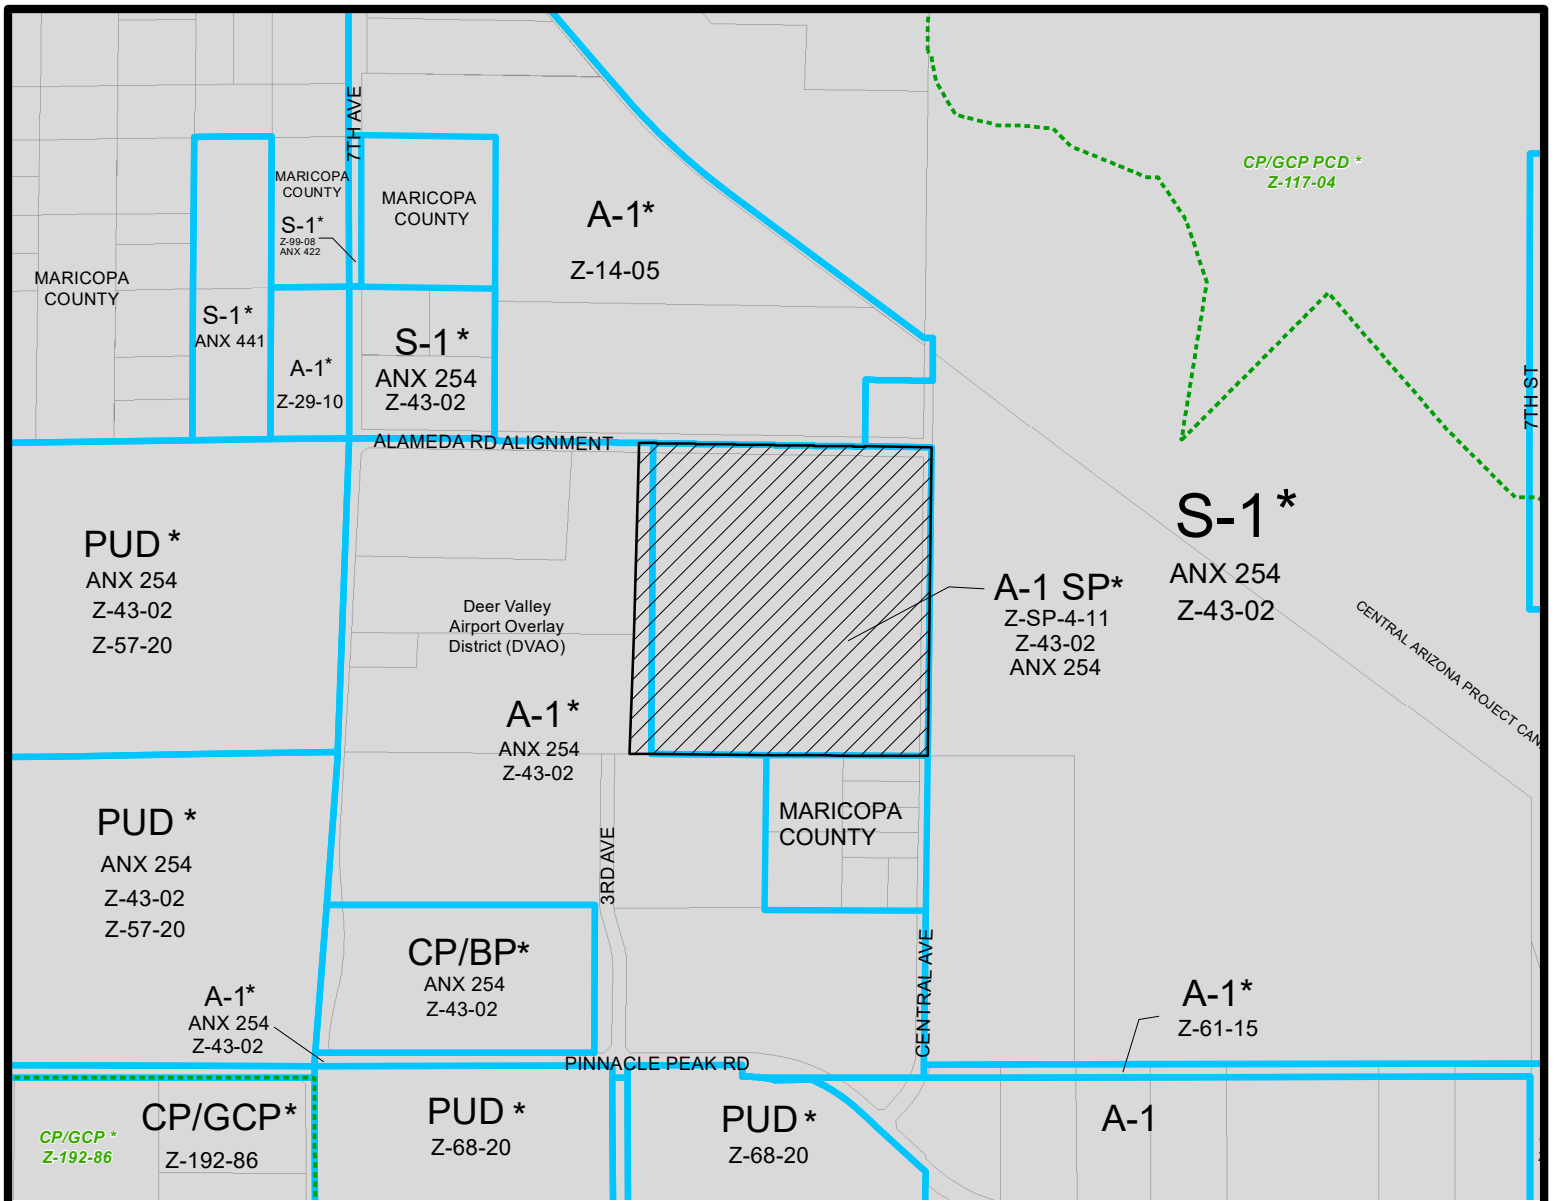 7TH AVE
CP/GCP PCD *
Z-117-04
MARICOPA
COUNTY
S-1*
Z-99-08
ANX 422
MARICOPA
COUNTY
A-1*
Z-14-05
MARICOPA
COUNTY
S-1*
ANX 441
A-1*
Z-29-10
S-1*
ANX 254
Z-43-02
7TH ST
ALAMEDA RD ALIGNMENT
PUD *
ANX 254
Z-43-02
Z-57-20
S-1*
ANX 254
Z-43-02
A-1 SP*
Z-SP-4-11
Z-43-02
ANX 254
Deer Valley
Airport Overlay
District (DVAO)
CENTRAL ARIZONA PROJECT CAN
A-1*
ANX 254
Z-43-02
PUD *
ANX 254
Z-43-02
Z-57-20
MARICOPA
COUNTY
3RD AVE
CP/BP*
ANX 254
Z-43-02
CENTRAL AVE
A-1*
ANX 254
Z-43-02
A-1*
Z-61-15
PINNACLE PEAK RD
CP/GCP *
Z-192-86
CP/GCP*
Z-192-86
PUD *
Z-68-20
PUD *
Z-68-20
A-1